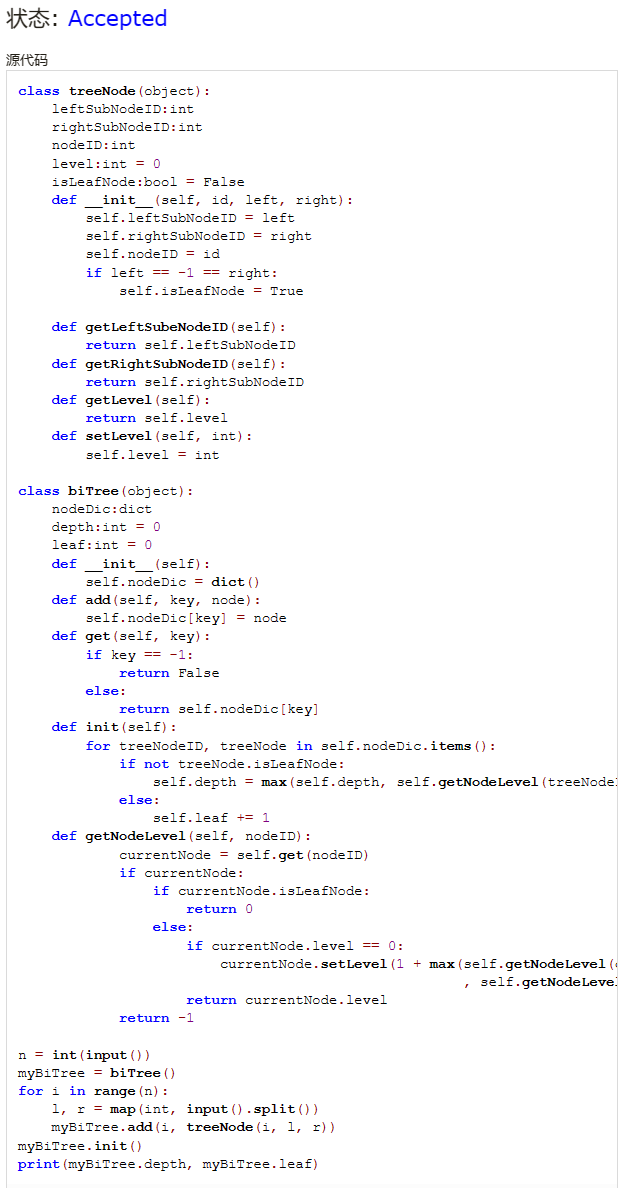 状态: Accepted
源代码
class treeNode(object):
    leftSubNodeID:int
    rightSubNodeID:int
    nodeID:int
    level:int = 0
    isLeafNode:bool = False
    def __init__(self, id, left, right):
        self.leftSubNodeID = left
        self.rightSubNodeID = right
        self.nodeID = id
        if left == -1 == right:
            self.isLeafNode = True
    def getLeftSubeNodeID(self):
        return self.leftSubNodeID
    def getRightSubNodeID(self):
        return self.rightSubNodeID
    def getLevel(self):
        return self.level
    def setLevel(self, int):
        self.level = int
class biTree(object):
    nodeDic:dict
    depth:int = 0
    leaf:int = 0
    def __init__(self):
        self.nodeDic = dict()
    def add(self, key, node):
        self.nodeDic[key] = node
    def get(self, key):
        if key == -1:
            return False
        else:
            return self.nodeDic[key]
    def init(self):
        for treeNodeID, treeNode in self.nodeDic.items():
            if not treeNode.isLeafNode:
                self.depth = max(self.depth, self.getNodeLevel(treeNodeI
            else:
                self.leaf += 1
    def getNodeLevel(self, nodeID):
            currentNode = self.get(nodeID)
            if currentNode:
                if currentNode.isLeafNode:
                    return 0
                else:
                    if currentNode.level == 0:
                        currentNode.setLevel(1 + max(self.getNodeLevel(
                                                     , self.getNodeLevel
                    return currentNode.level
            return -1
n = int(input())
myBiTree = biTree()
for i in range(n):
    l, r = map(int, input().split())
    myBiTree.add(i, treeNode(i, l, r))
myBiTree.init()
print(myBiTree.depth, myBiTree.leaf)